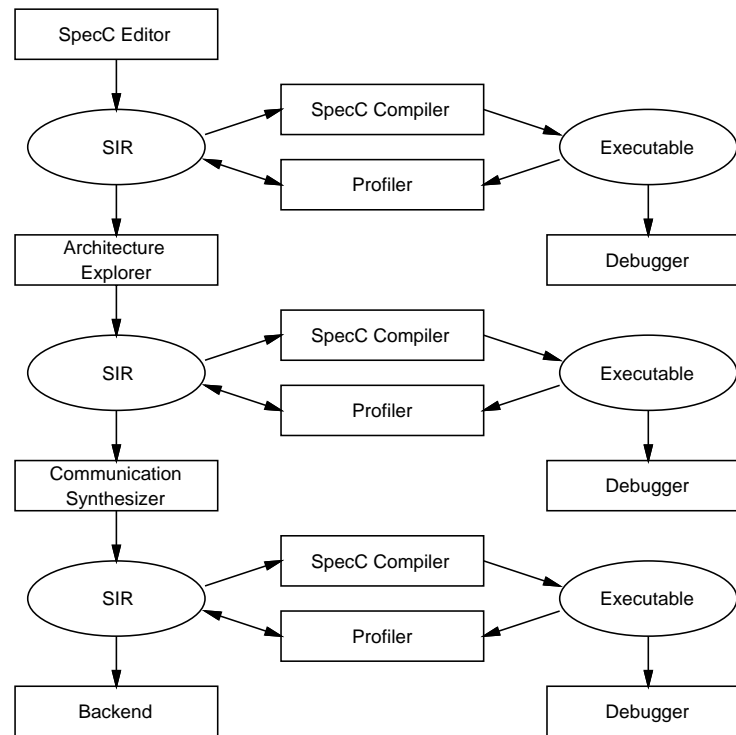 SpecC Editor
SpecC Compiler
SIR
Executable
Profiler
Architecture
Explorer
Debugger
SpecC Compiler
SIR
Executable
Profiler
Communication
Synthesizer
Debugger
SpecC Compiler
SIR
Executable
Profiler
Backend
Debugger